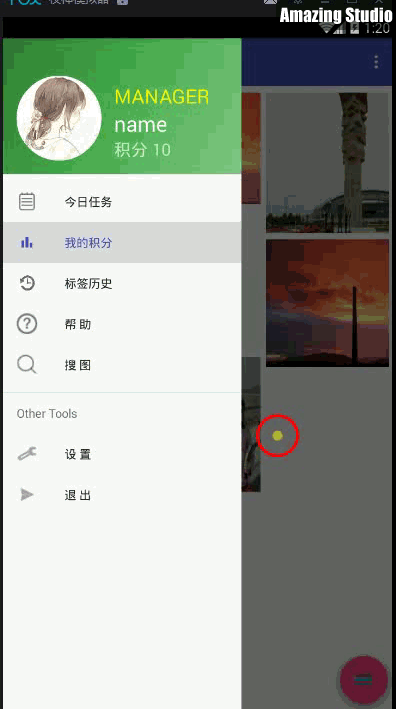 Amazing Studio
1:20
MANAGER
name
积分 10
今日任务
我的积分
标签历史
帮 助
搜 图
Other Tools
设 置
退 出